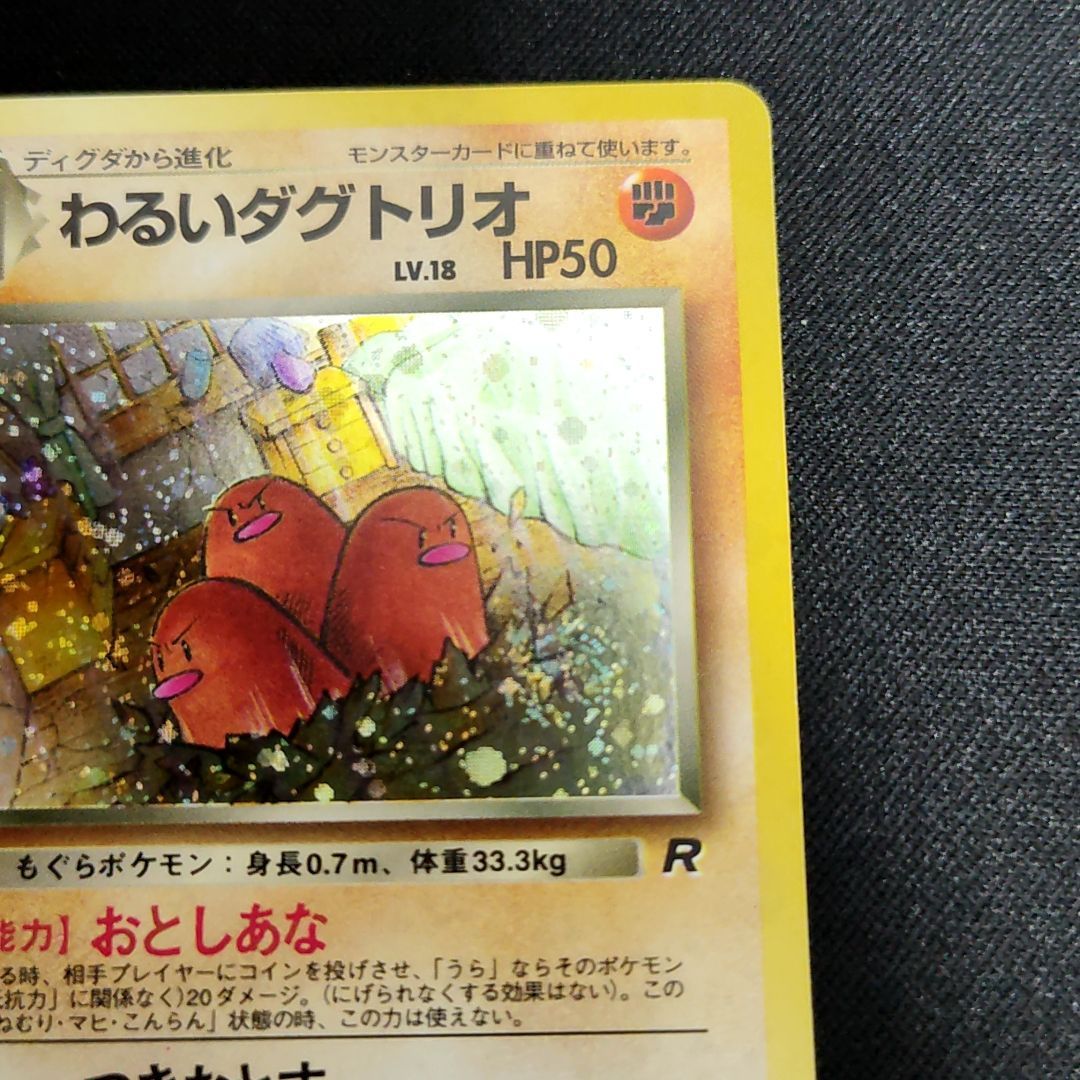 ディグダから進化
モンスターカードに重ねて使います。
わるいダグトリオ
LV.18 HP50
もぐらポケモン：身長0.7m、体重33.3kg
R
能力】おとしあな
る時、相手プレイヤーにコインを投げさせ、「うら」ならそのポケモン
抗力」に関係なく)20ダメージ。(にげられなくする効果はない)。この
ねむり・マヒ・こんらん」状態の時、この力は使えない。